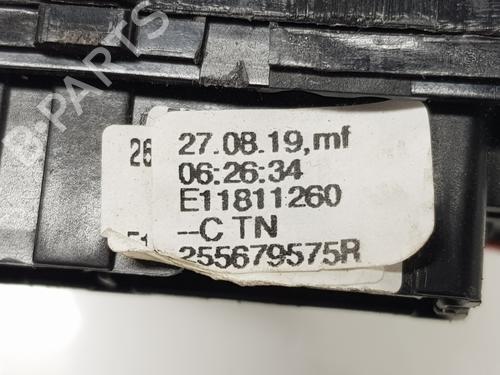 B-PARTS
27.08.19,mf
26
06:26:34
E11811260
--C TN
255679575R